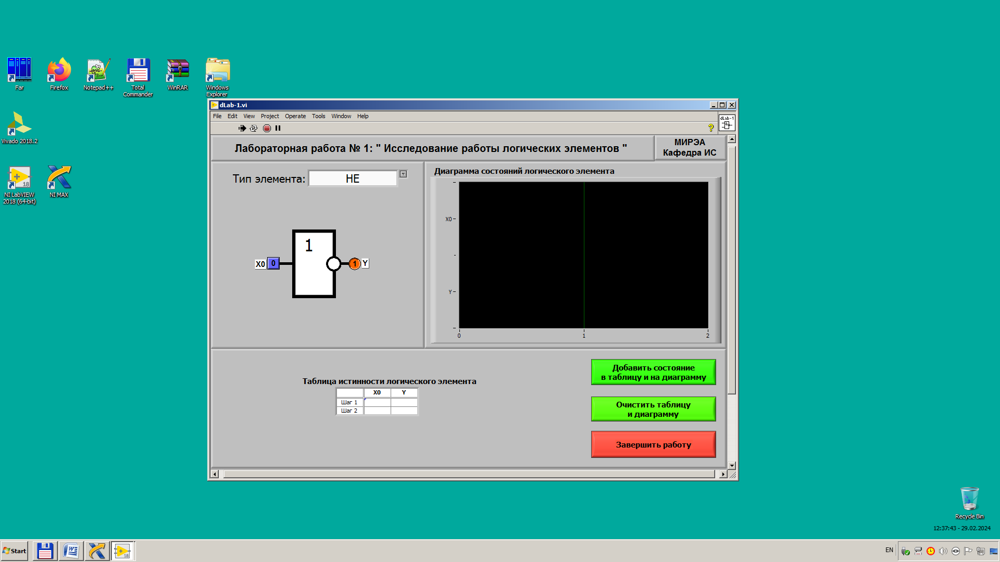 Far
Firefox
Notepad++
Total
Commander
WinRAR
Windows
Explorer
Vivado 2018.2
18
NI LabVIEW
2018 (64-bit)
NI MAX
dLab-1.vi
File Edit View Project Operate Tools Window Help
?
dLab-1
Лабораторная работа № 1: " Исследование работы логических элементов "
МИРЭА
Кафедра ИС
Тип элемента: НЕ
1
X0 0
1 Y
Диаграмма состояний логического элемента
X0
Y
0 1 2
Таблица истинности логического элемента
X0 Y
Шаг 1
Шаг 2
Добавить состояние
в таблицу и на диаграмму
Очистить таблицу
и диаграмму
Завершить работу
Recycle Bin
12:37:43 - 29.02.2024
Start
18
EN